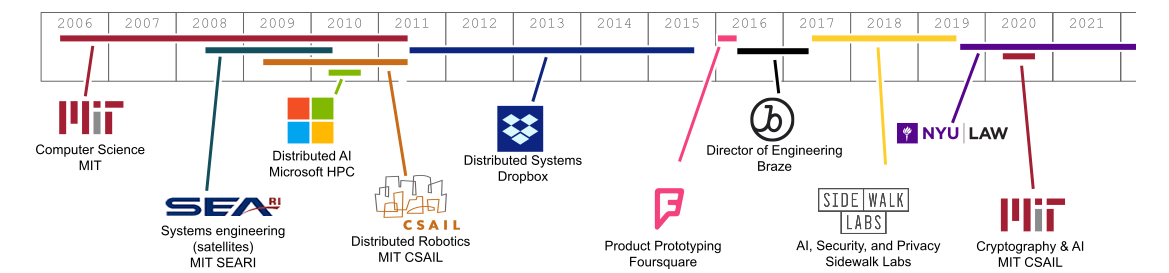 2006 2007 2008 2009 2010 2011 2012 2013 2014 2015 2016 2017 2018 2019 2020 2021
MiT
Computer Science
MIT
SEARI
Systems engineering
(satellites)
MIT SEARI
Distributed AI
Microsoft HPC
CSAIL
Distributed Robotics
MIT CSAIL
Distributed Systems
Dropbox
Product Prototyping
Foursquare
Director of Engineering
Braze
SIDE WALK
LABS
AI, Security, and Privacy
Sidewalk Labs
NYU LAW
MiT
Cryptography & AI
MIT CSAIL